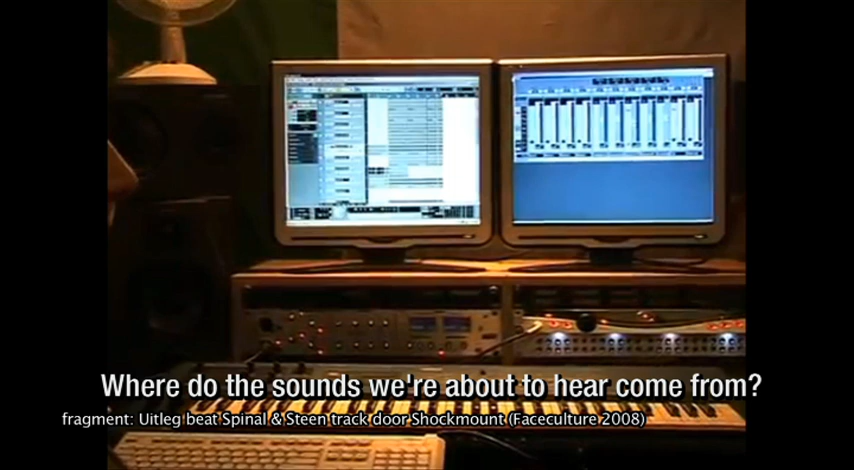 Where do the sounds we're about to hear come from?
fragment: Uitleg beat Spinal & Steen track door Shockmount (Faceculture 2008)